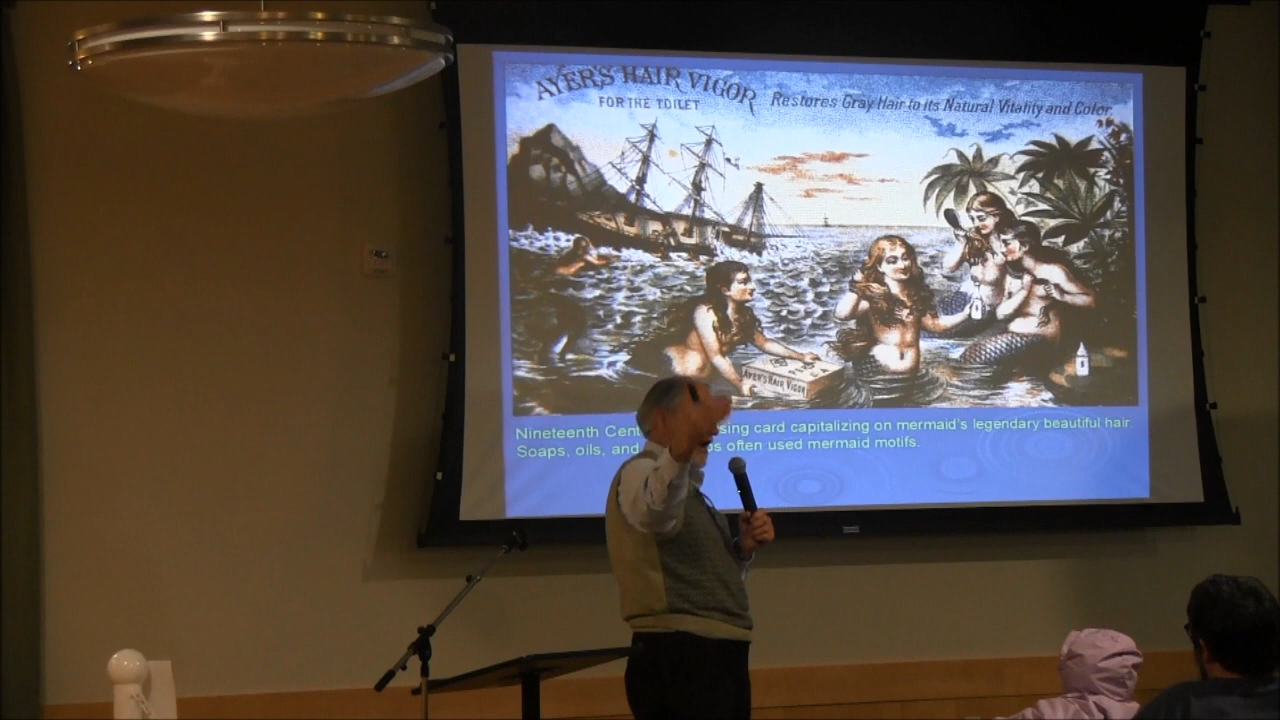 AYER'S HAIR VIGOR
FOR THE TOILET
Restores Gray Hair to its Natural Vitality and Color.
AYER'S HAIR VIGOR
Nineteenth Cent sing card capitalizing on mermaid's legendary beautiful hair.
Soaps, oils, and ps often used mermaid motifs.